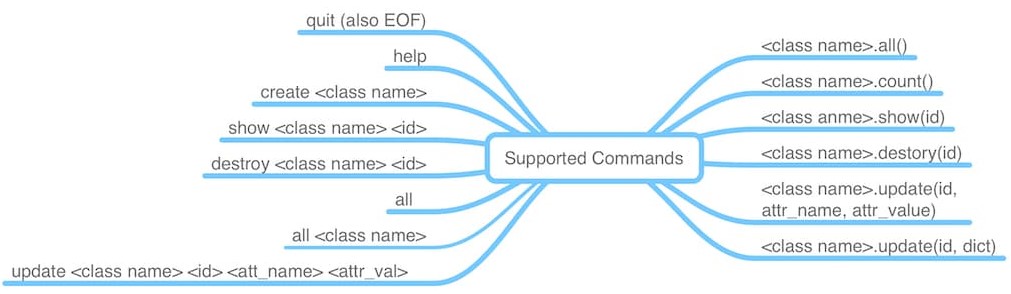 quit (also EOF)
help
create <class name>
show <class name> <id>
destroy <class name> <id>
all
all <class name>
update <class name> <id> <att_name> <attr_val>
Supported Commands
<class name>.all()
<class name>.count()
<class anme>.show(id)
<class name>.destory(id)
<class name>.update(id,
attr_name, attr_value)
<class name>.update(id, dict)